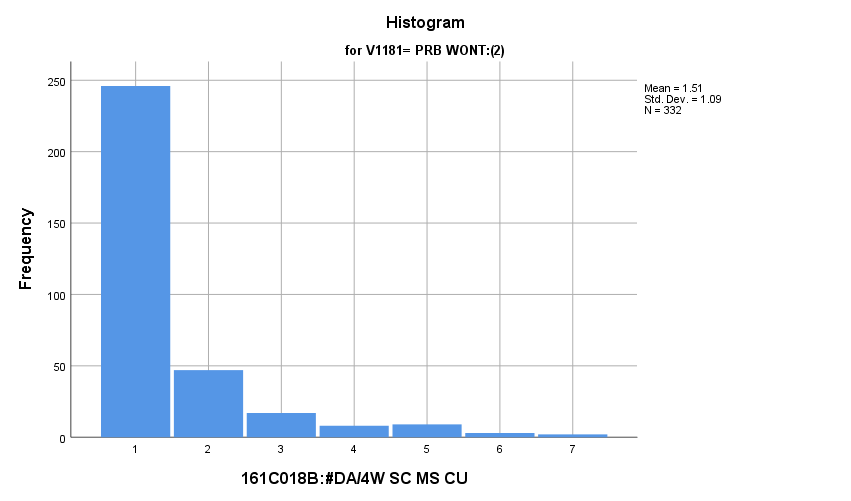 Histogram
for V1181= PRB WONT:(2)
Mean = 1.51
Std. Dev. = 1.09
N = 332
Frequency
250
200
150
100
50
0
1 2 3 4 5 6 7
161C018B:#DA/4W SC MS CU